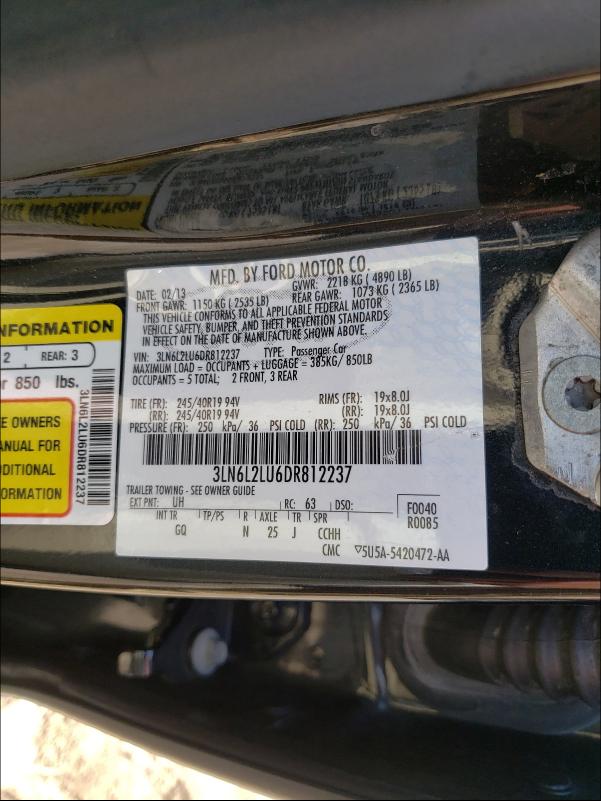 MFD. BY FORD MOTOR CO.
DATE: 02/13 GVWR: 2218 KG ( 4890 LB)
FRONT GAWR: 1150 KG ( 2535 LB) REAR GAWR: 1073 KG ( 2365 LB)
THIS VEHICLE CONFORMS TO ALL APPLICABLE FEDERAL MOTOR
VEHICLE SAFETY, BUMPER, AND THEFT PREVENTION STANDARDS
IN EFFECT ON THE DATE OF MANUFACTURE SHOWN ABOVE.
VIN: 3LN6L2LU6DR812237 TYPE: Passenger Car
MAXIMUM LOAD = OCCUPANTS + LUGGAGE = 385KG / 850LB
OCCUPANTS = 5 TOTAL; 2 FRONT, 3 REAR
TIRE (FR): 245/40R19 94V RIMS (FR): 19x8.0J
(RR): 245/40R19 94V (RR): 19x8.0J
PRESSURE (FR): 250 kPa/ 36 PSI COLD (RR): 250 kPa/ 36 PSI COLD
3LN6L2LU6DR812237
TRAILER TOWING - SEE OWNER GUIDE
EXT PNT: UH RC: 63 DSO: F0040
INT TR TP/PS R AXLE TR SPR R0085
GQ N 25 J CCHH
CMC ▽5U5A-5420472-AA
NFORMATION
2 REAR: 3
or 850 lbs.
E OWNERS
ANUAL FOR
DDITIONAL
FORMATION
3LN6L2LU6DR812237